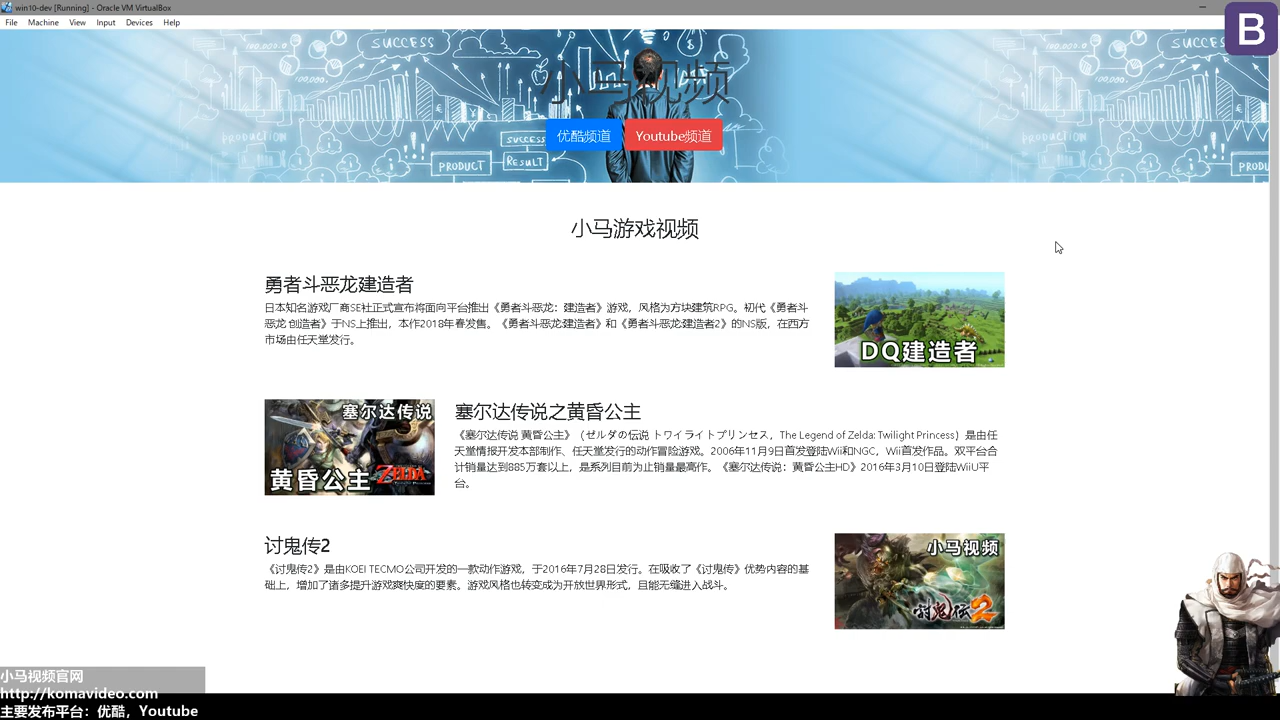 win10-dev [Running] - Oracle VM VirtualBox
File Machine View Input Devices Help
B
SUCCESS
SUCCESS
100,000.0
100,000.0
PRODUCTION
PRODUCTION
SUCCESS
PRODUCT
RESULT
小马视频
优酷频道 Youtube频道
小马游戏视频
勇者斗恶龙建造者
日本知名游戏厂商SE社正式宣布将面向平台推出《勇者斗恶龙：建造者》游戏，风格为方块建筑RPG。初代《勇者斗
恶龙 创造者》于NS上推出，本作2018年春发售。《勇者斗恶龙:建造者》和《勇者斗恶龙:建造者2》的NS版，在西方
市场由任天堂发行。
DQ建造者
塞尔达传说
黄昏公主
ZELDA
塞尔达传说之黄昏公主
《塞尔达传说 黄昏公主》（ゼルダの伝説 トワイライトプリンセス，The Legend of Zelda: Twilight Princess）是由任
天堂情报开发本部制作、任天堂发行的动作冒险游戏。2006年11月9日首发登陆Wii和NGC，Wii首发作品。双平台合
计销量达到885万套以上，是系列目前为止销量最高作。《塞尔达传说：黄昏公主HD》2016年3月10日登陆WiiU平
台。
讨鬼传2
《讨鬼传2》是由KOEI TECMO公司开发的一款动作游戏，于2016年7月28日发行。在吸收了《讨鬼传》优势内容的基
础上，增加了诸多提升游戏爽快度的要素。游戏风格也转变成为开放世界形式，且能无缝进入战斗。
小马视频
討鬼伝2
小马视频官网
http://komavideo.com
主要发布平台：优酷，Youtube